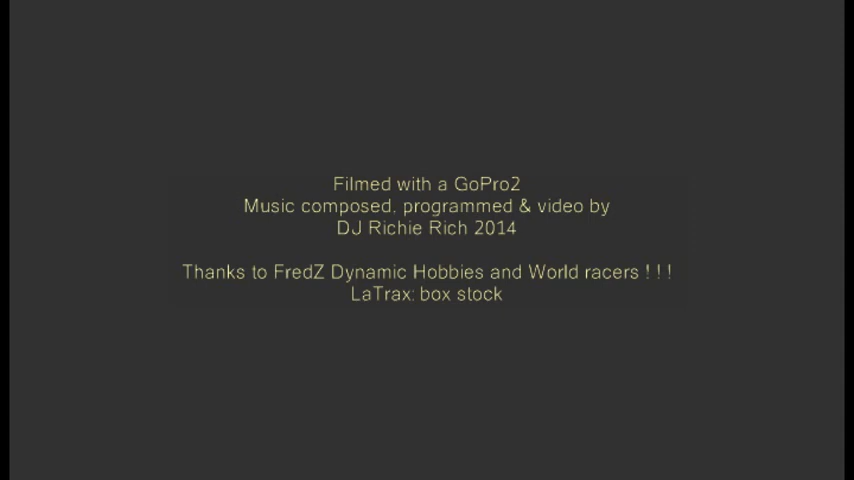 Filmed with a GoPro2
Music composed, programmed & video by
DJ Richie Rich 2014
Thanks to FredZ Dynamic Hobbies and World racers ! ! !
LaTrax: box stock